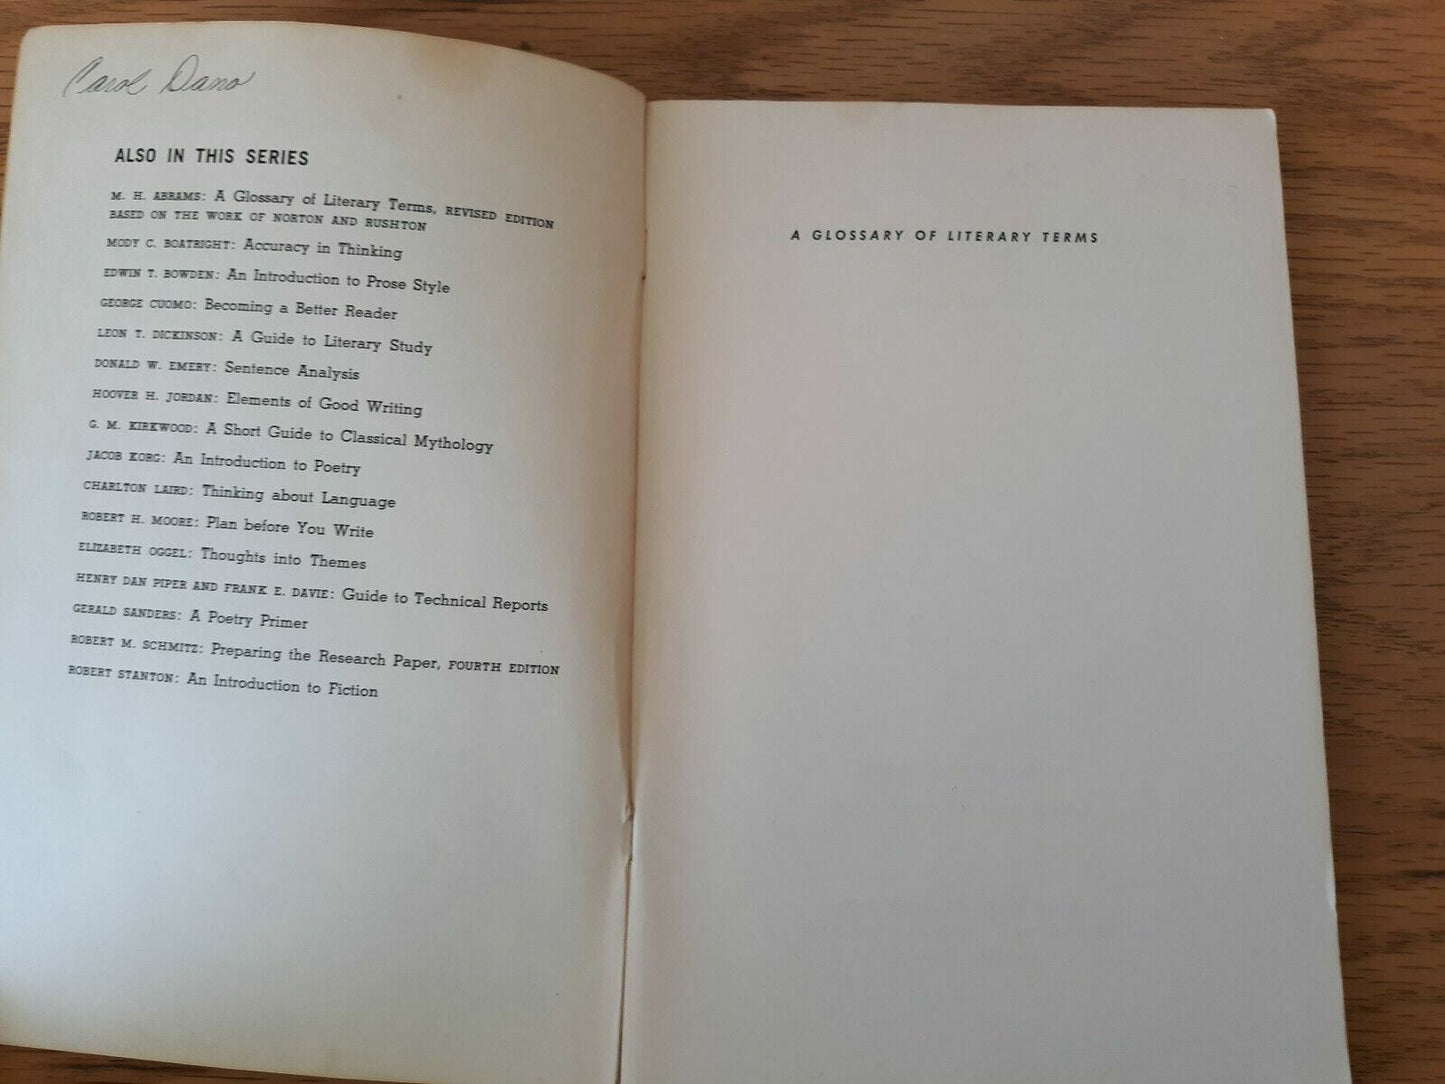 Carol Dano
ALSO IN THIS SERIES
M. H. ABRAMS: A Glossary of Literary Terms, REVISED EDITION
BASED ON THE WORK OF NORTON AND RUSHTON
MODY C. BOATRIGHT: Accuracy in Thinking
EDWIN T. BOWDEN: An Introduction to Prose Style
GEORGE CUOMO: Becoming a Better Reader
LEON T. DICKINSON: A Guide to Literary Study
DONALD W. EMERY: Sentence Analysis
HOOVER H. JORDAN: Elements of Good Writing
G. M. KIRKWOOD: A Short Guide to Classical Mythology
JACOB KORG: An Introduction to Poetry
CHARLTON LAIRD: Thinking about Language
ROBERT H. MOORE: Plan before You Write
ELIZABETH OGGEL: Thoughts into Themes
HENRY DAN PIPER AND FRANK E. DAVIE: Guide to Technical Reports
GERALD SANDERS: A Poetry Primer
ROBERT M. SCHMITZ: Preparing the Research Paper, FOURTH EDITION
ROBERT STANTON: An Introduction to Fiction
A GLOSSARY OF LITERARY TERMS